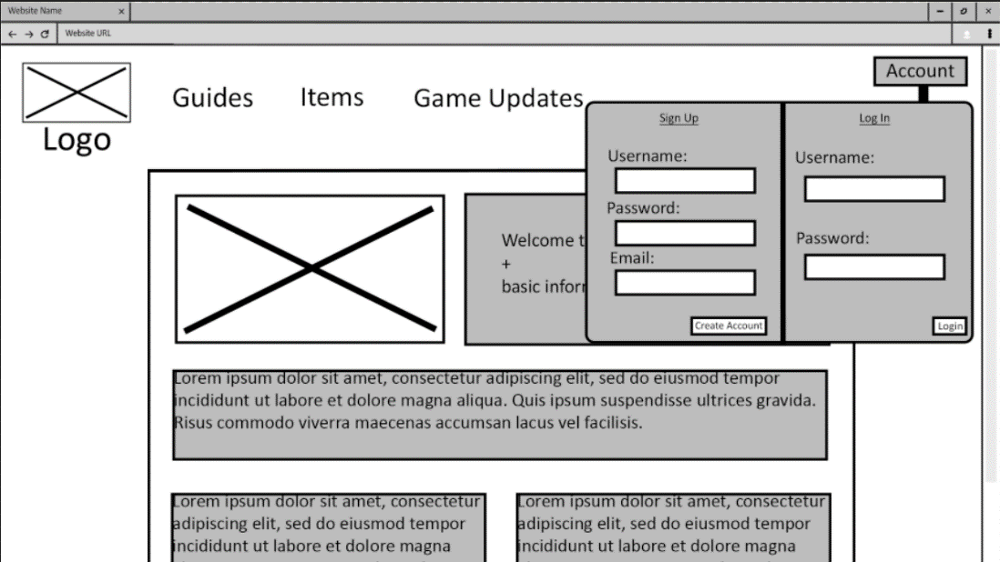 Website Name
Website URL
Account
Guides
Items
Game Updates
Logo
Sign Up
Username:
Password:
Email:
Create Account
Log In
Username:
Password:
Login
Welcome t
+
basic infor
Lorem ipsum dolor sit amet, consectetur adipiscing elit, sed do eiusmod tempor
incididunt ut labore et dolore magna aliqua. Quis ipsum suspendisse ultrices gravida.
Risus commodo viverra maecenas accumsan lacus vel facilisis.
Lorem ipsum dolor sit amet, consectetur
adipiscing elit, sed do eiusmod tempor
incididunt ut labore et dolore magna
Lorem ipsum dolor sit amet, consectetur
adipiscing elit, sed do eiusmod tempor
incididunt ut labore et dolore magna